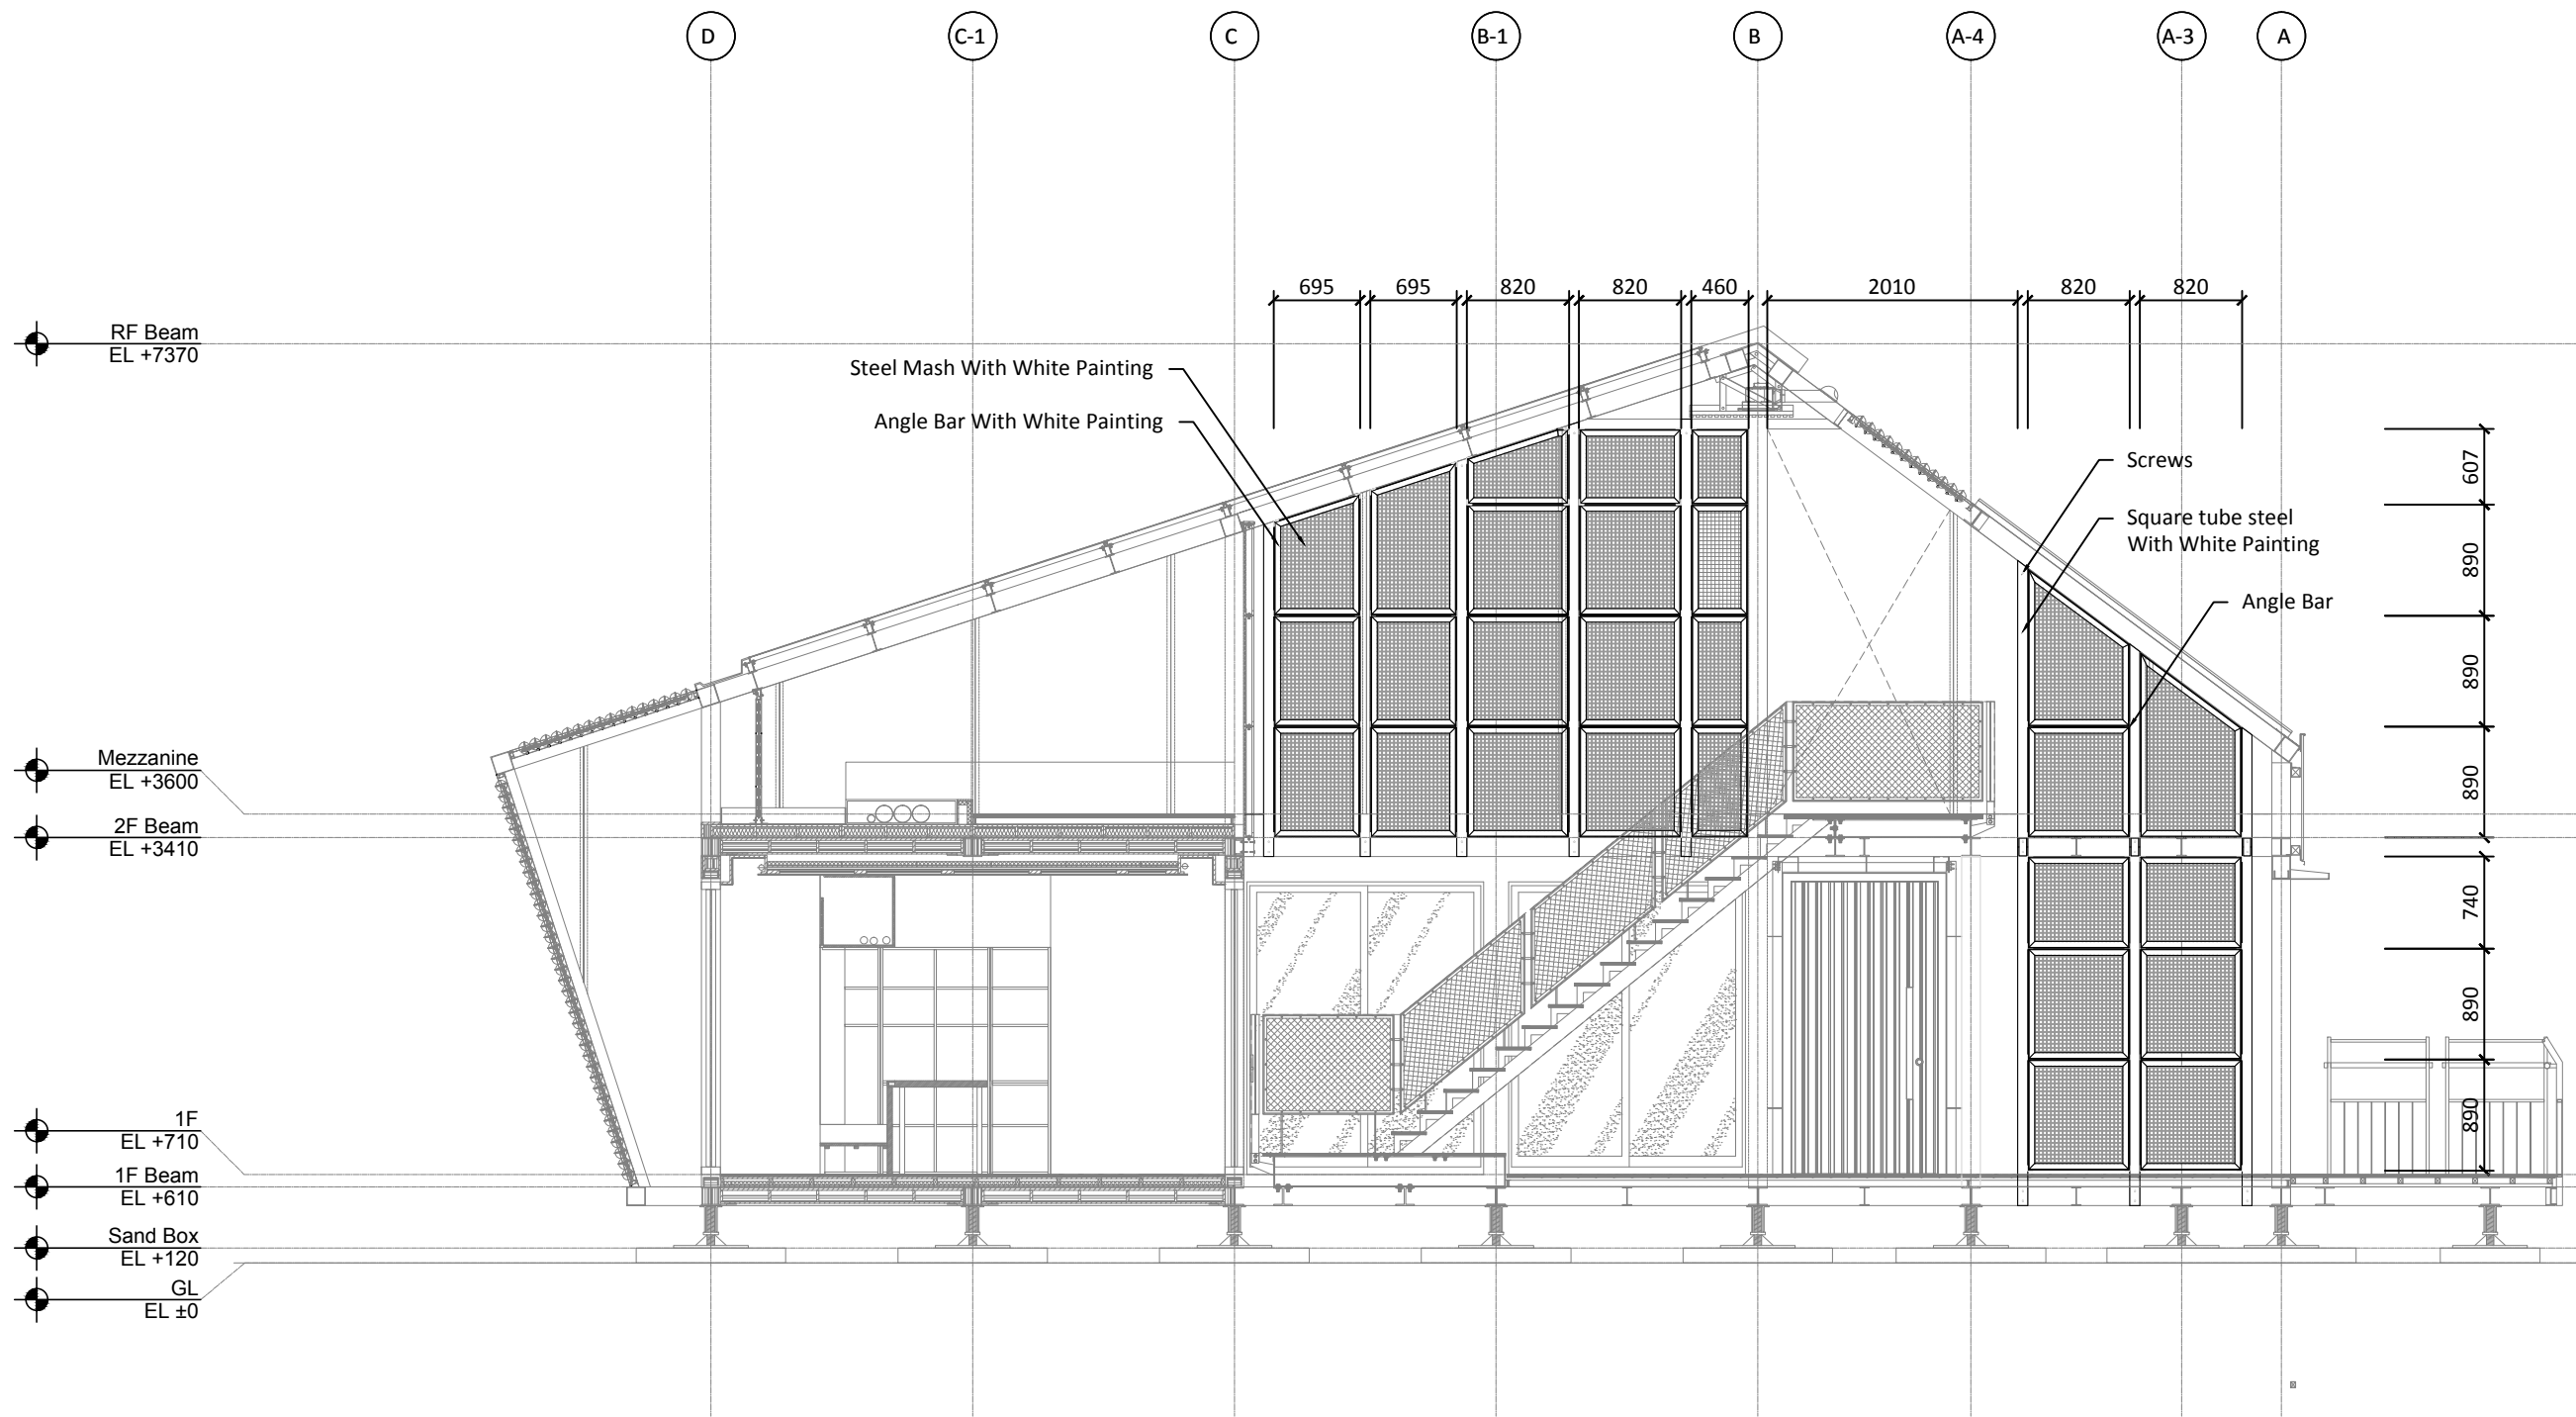 D
C-1
C
B-1
B
A-4
A-3
A
695
695
820
820
460
2010
820
820
RF Beam
EL +7370
Steel Mash With White Painting
Angle Bar With White Painting
Screws
Square tube steel
With White Painting
Angle Bar
607
890
890
890
740
890
890
Mezzanine
EL +3600
2F Beam
EL +3410
1F
EL +710
1F Beam
EL +610
Sand Box
EL +120
GL
EL ±0